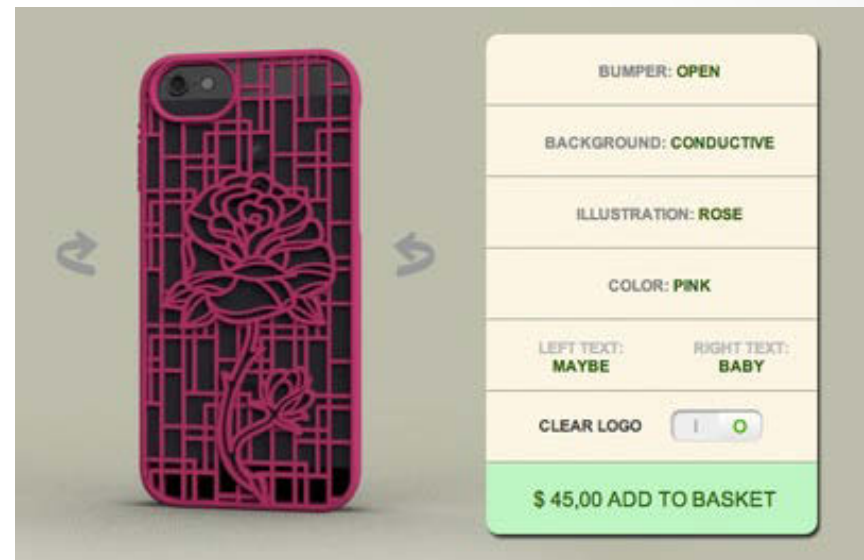 BUMPER: OPEN
BACKGROUND: CONDUCTIVE
ILLUSTRATION: ROSE
COLOR: PINK
LEFT TEXT: RIGHT TEXT:
MAYBE BABY
CLEAR LOGO I O
$ 45,00 ADD TO BASKET